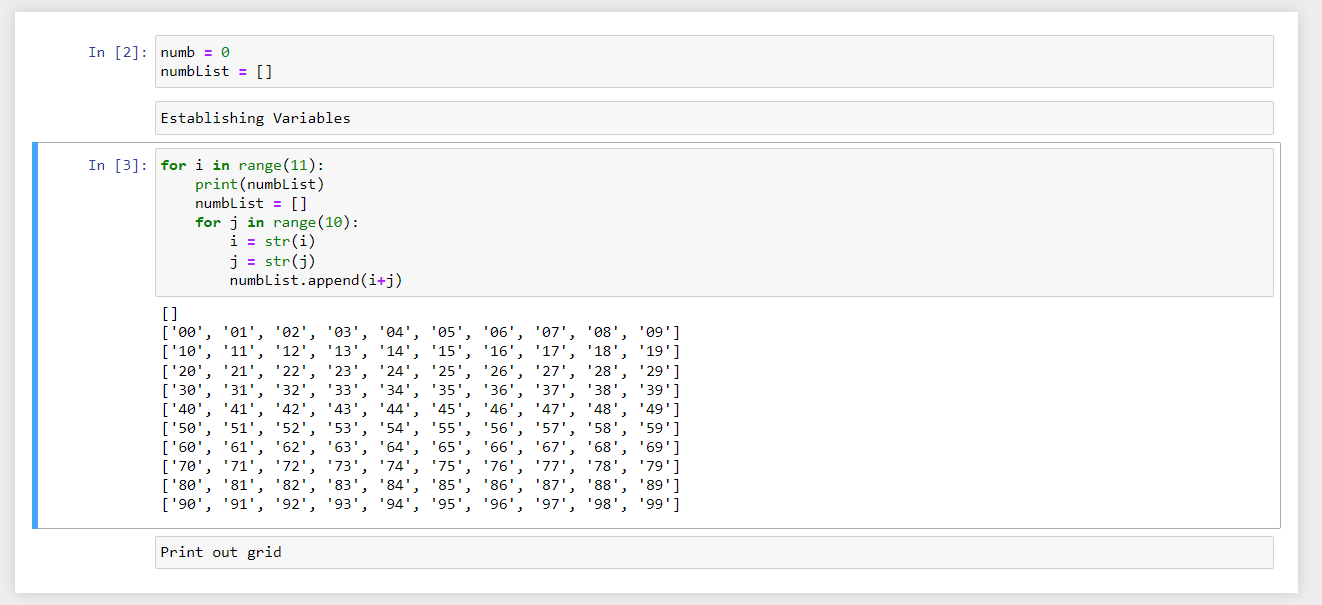 In [2]: numb = 0
numbList = []
Establishing Variables
In [3]: for i in range(11):
    print(numbList)
    numbList = []
    for j in range(10):
        i = str(i)
        j = str(j)
        numbList.append(i+j)
[]
['00', '01', '02', '03', '04', '05', '06', '07', '08', '09']
['10', '11', '12', '13', '14', '15', '16', '17', '18', '19']
['20', '21', '22', '23', '24', '25', '26', '27', '28', '29']
['30', '31', '32', '33', '34', '35', '36', '37', '38', '39']
['40', '41', '42', '43', '44', '45', '46', '47', '48', '49']
['50', '51', '52', '53', '54', '55', '56', '57', '58', '59']
['60', '61', '62', '63', '64', '65', '66', '67', '68', '69']
['70', '71', '72', '73', '74', '75', '76', '77', '78', '79']
['80', '81', '82', '83', '84', '85', '86', '87', '88', '89']
['90', '91', '92', '93', '94', '95', '96', '97', '98', '99']
Print out grid